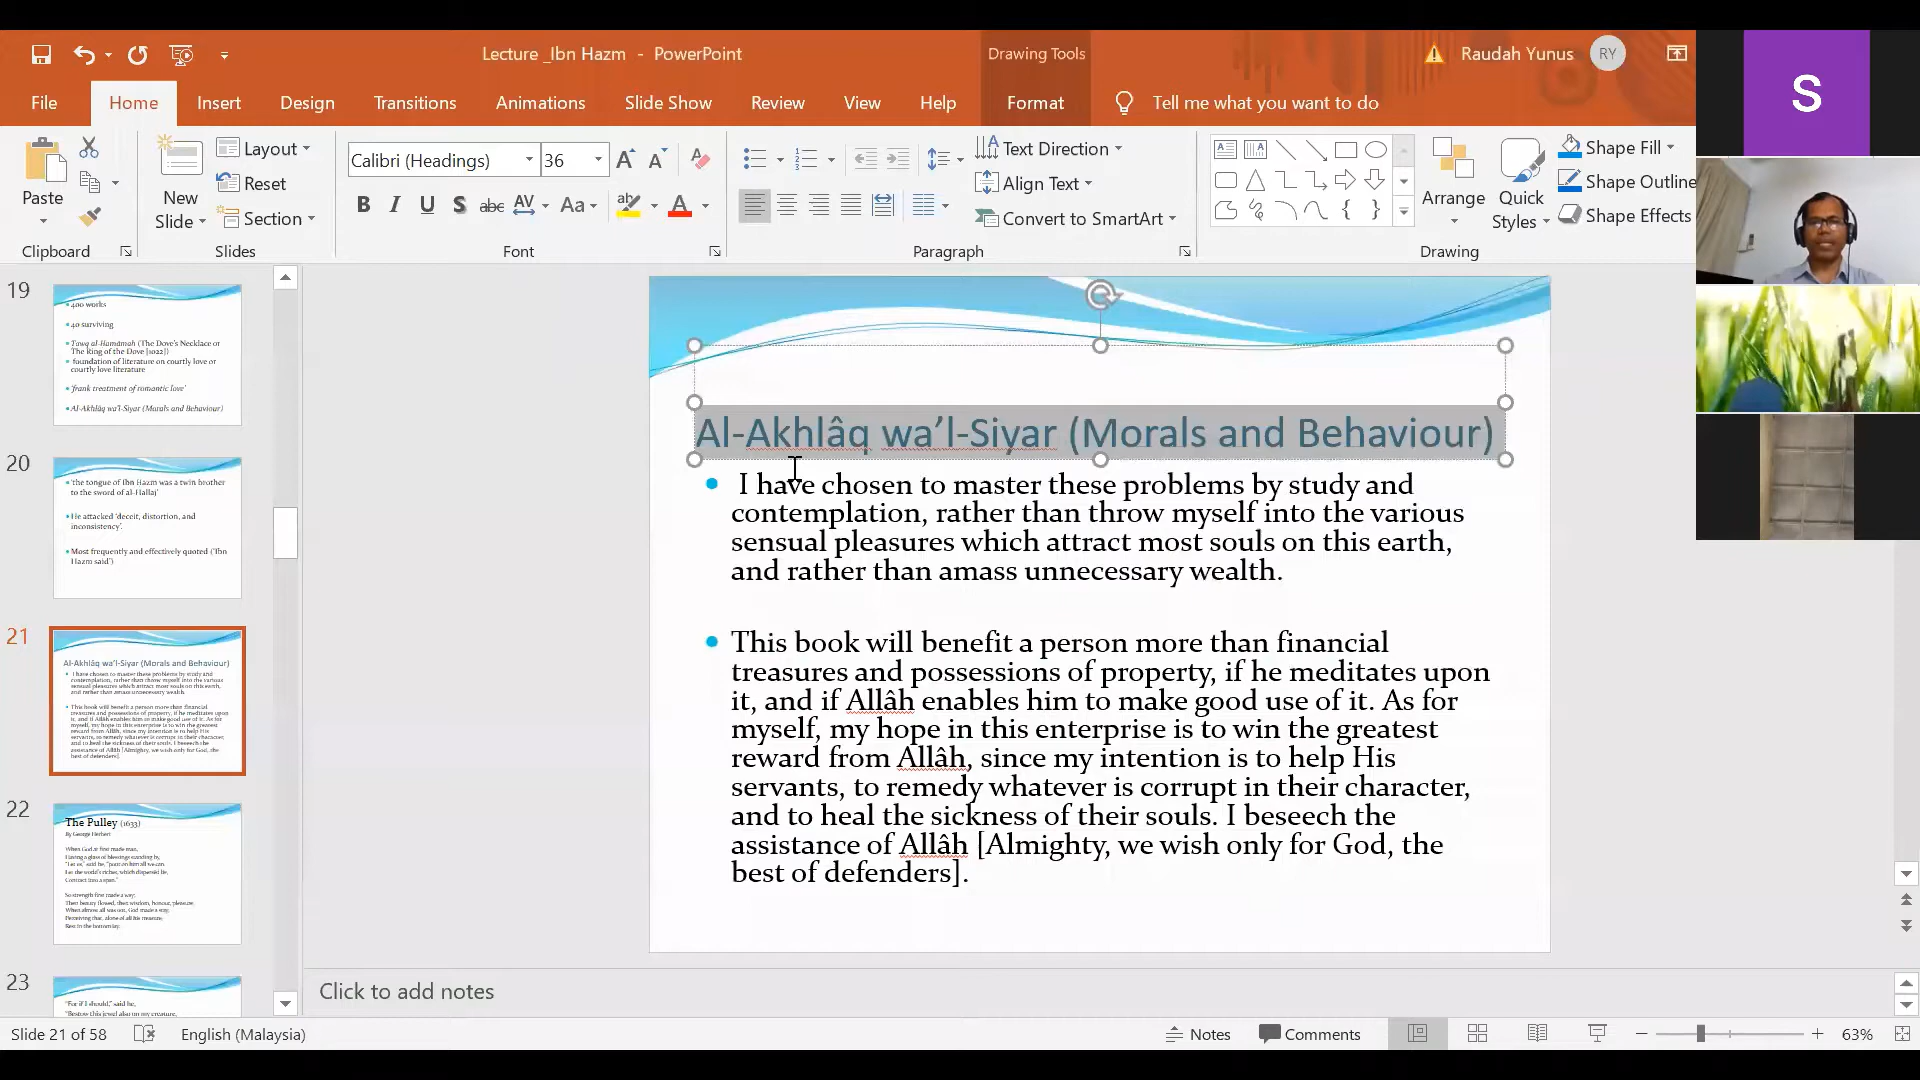 Lecture _Ibn Hazm - PowerPoint
Drawing Tools
Raudah Yunus
RY
S
File
Home
Insert
Design
Transitions
Animations
Slide Show
Review
View
Help
Format
Tell me what you want to do
Paste
New
Slide
Layout
Reset
Section
Calibri (Headings)
36
B I U S abc AV Aa A
Text Direction
Align Text
Convert to SmartArt
Arrange
Quick
Styles
Shape Fill
Shape Outline
Shape Effects
Clipboard
Slides
Font
Paragraph
Drawing
19
400 works
40 surviving
Tawq al-Hamāmah (The Dove's Necklace or
The Ring of the Dove [1022])
foundation of literature on courtly love or
courtly love literature
'frank treatment of romantic love'
Al-Akhlâq wa'l-Siyar (Morals and Behaviour)
20
'the tongue of Ibn Hazm was a twin brother
to the sword of al-Hallaj'
He attacked 'deceit, distortion, and
inconsistency'.
Most frequently and effectively quoted ('Ibn
Hazm said')
21
Al-Akhlâq wa'l-Siyar (Morals and Behaviour)
I have chosen to master these problems by study and
contemplation, rather than throw myself into the various
sensual pleasures which attract most souls on this earth,
and rather than amass unnecessary wealth.
This book will benefit a person more than financial
treasures and possessions of property, if he meditates upon
it, and if Allâh enables him to make good use of it. As for
myself, my hope in this enterprise is to win the greatest
reward from Allâh, since my intention is to help His
servants, to remedy whatever is corrupt in their character,
and to heal the sickness of their souls. I beseech the
assistance of Allâh [Almighty, we wish only for God, the
best of defenders].
22
The Pulley (1633)
By George Herbert
When God at first made man,
Having a glass of blessings standing by,
"Let us," said he, "pour on him all we can.
Let the world's riches, which dispersèd lie,
Contract into a span."
So strength first made a way;
Then beauty flowed, then wisdom, honour, pleasure.
When almost all was out, God made a stay,
Perceiving that, alone of all his treasure,
Rest in the bottom lay.
23
"For if I should," said he,
"Bestow this jewel also on my creature,
Al-Akhlâq wa'l-Siyar (Morals and Behaviour)
I have chosen to master these problems by study and
contemplation, rather than throw myself into the various
sensual pleasures which attract most souls on this earth,
and rather than amass unnecessary wealth.
This book will benefit a person more than financial
treasures and possessions of property, if he meditates upon
it, and if Allâh enables him to make good use of it. As for
myself, my hope in this enterprise is to win the greatest
reward from Allâh, since my intention is to help His
servants, to remedy whatever is corrupt in their character,
and to heal the sickness of their souls. I beseech the
assistance of Allâh [Almighty, we wish only for God, the
best of defenders].
Click to add notes
Slide 21 of 58
English (Malaysia)
Notes
Comments
63%